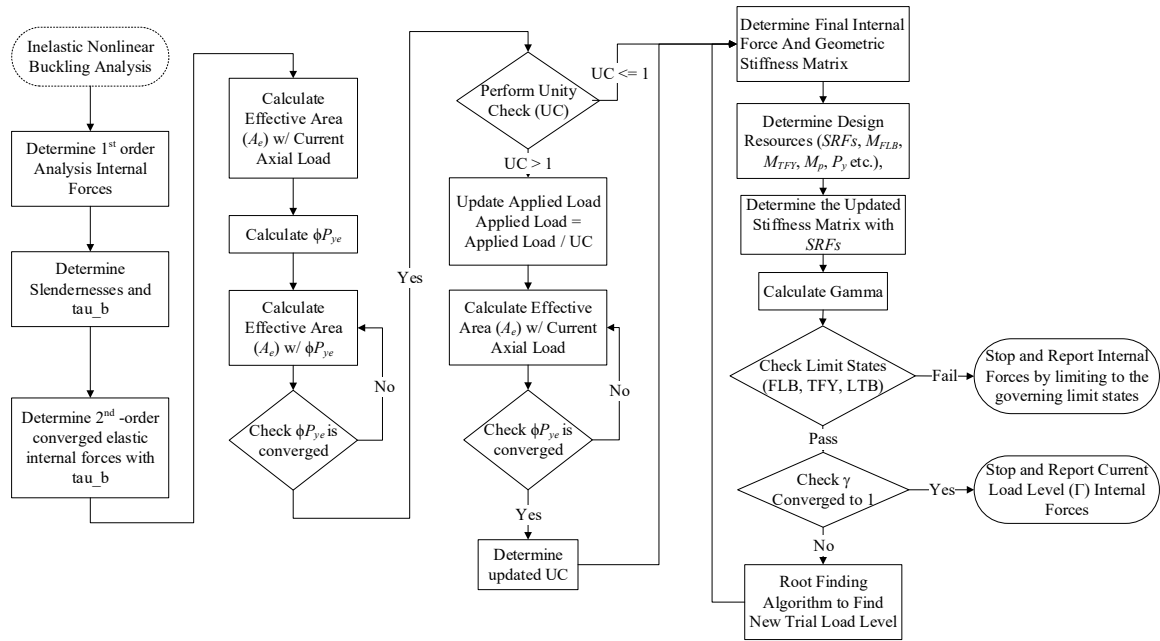 Inelastic Nonlinear
Buckling Analysis
Determine 1st order
Analysis Internal
Forces
Determine
Slendernesses and
tau_b
Determine 2nd -order
converged elastic
internal forces with
tau_b
Calculate
Effective Area
(Ae) w/ Current
Axial Load
Calculate ϕPye
Calculate
Effective Area
(Ae) w/ ϕPye
No
Check ϕPye is
converged
Yes
Perform Unity
Check (UC)
UC <= 1
UC > 1
Update Applied Load
Applied Load =
Applied Load / UC
Calculate Effective
Area (Ae) w/ Current
Axial Load
No
Check ϕPye is
converged
Yes
Determine
updated UC
Determine Final Internal
Force And Geometric
Stiffness Matrix
Determine Design
Resources (SRFs, MFLB,
MTFY, Mp, Py etc.),
Determine the Updated
Stiffness Matrix with
SRFs
Calculate Gamma
Check Limit States
(FLB, TFY, LTB)
Fail
Stop and Report Internal
Forces by limiting to the
governing limit states
Pass
Check γ
Converged to 1
Yes
Stop and Report Current
Load Level (Γ) Internal
Forces
No
Root Finding
Algorithm to Find
New Trial Load Level